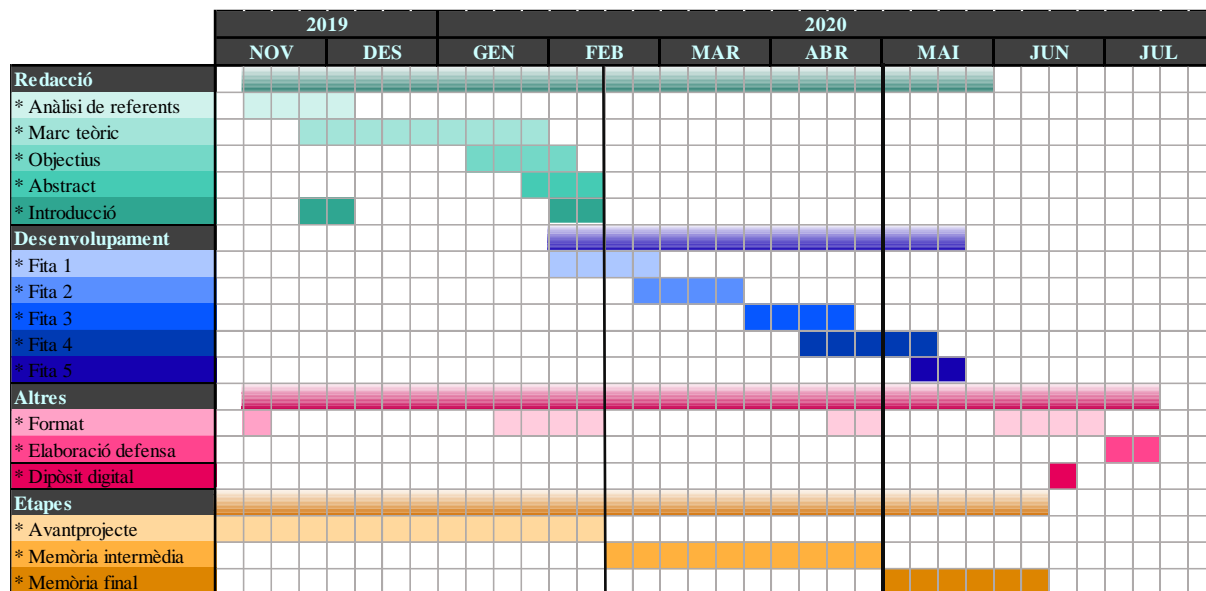 2019 2020
NOV DES GEN FEB MAR ABR MAI JUN JUL
Redacció
* Anàlisi de referents
* Marc teòric
* Objectius
* Abstract
* Introducció
Desenvolupament
* Fita 1
* Fita 2
* Fita 3
* Fita 4
* Fita 5
Altres
* Format
* Elaboració defensa
* Dipòsit digital
Etapes
* Avantprojecte
* Memòria intermèdia
* Memòria final